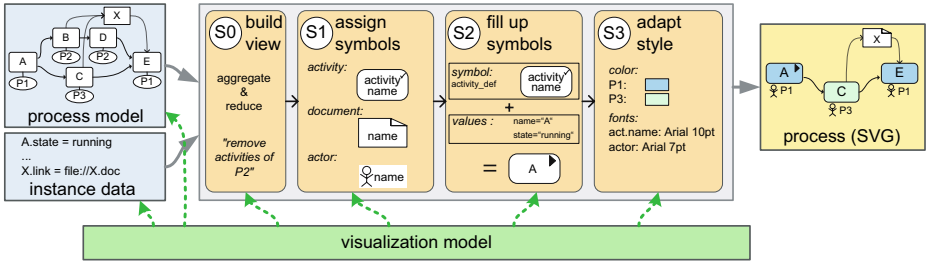 X
B
D
A
E
P2
P2
P1
C
P1
P3
process model
A.state = running
...
X.link = file://X.doc
instance data
S0
build
view
aggregate
&
reduce
"remove
activities of
P2"
S1
assign
symbols
activity:
activity
name
document:
name
actor:
name
S2
fill up
symbols
symbol:
activity_def
activity
name
+
values :
name="A"
state="running"
=
A
S3
adapt
style
color:
P1:
P3:
fonts:
act.name: Arial 10pt
actor: Arial 7pt
X
A
E
P1
C
P1
P3
process (SVG)
visualization model